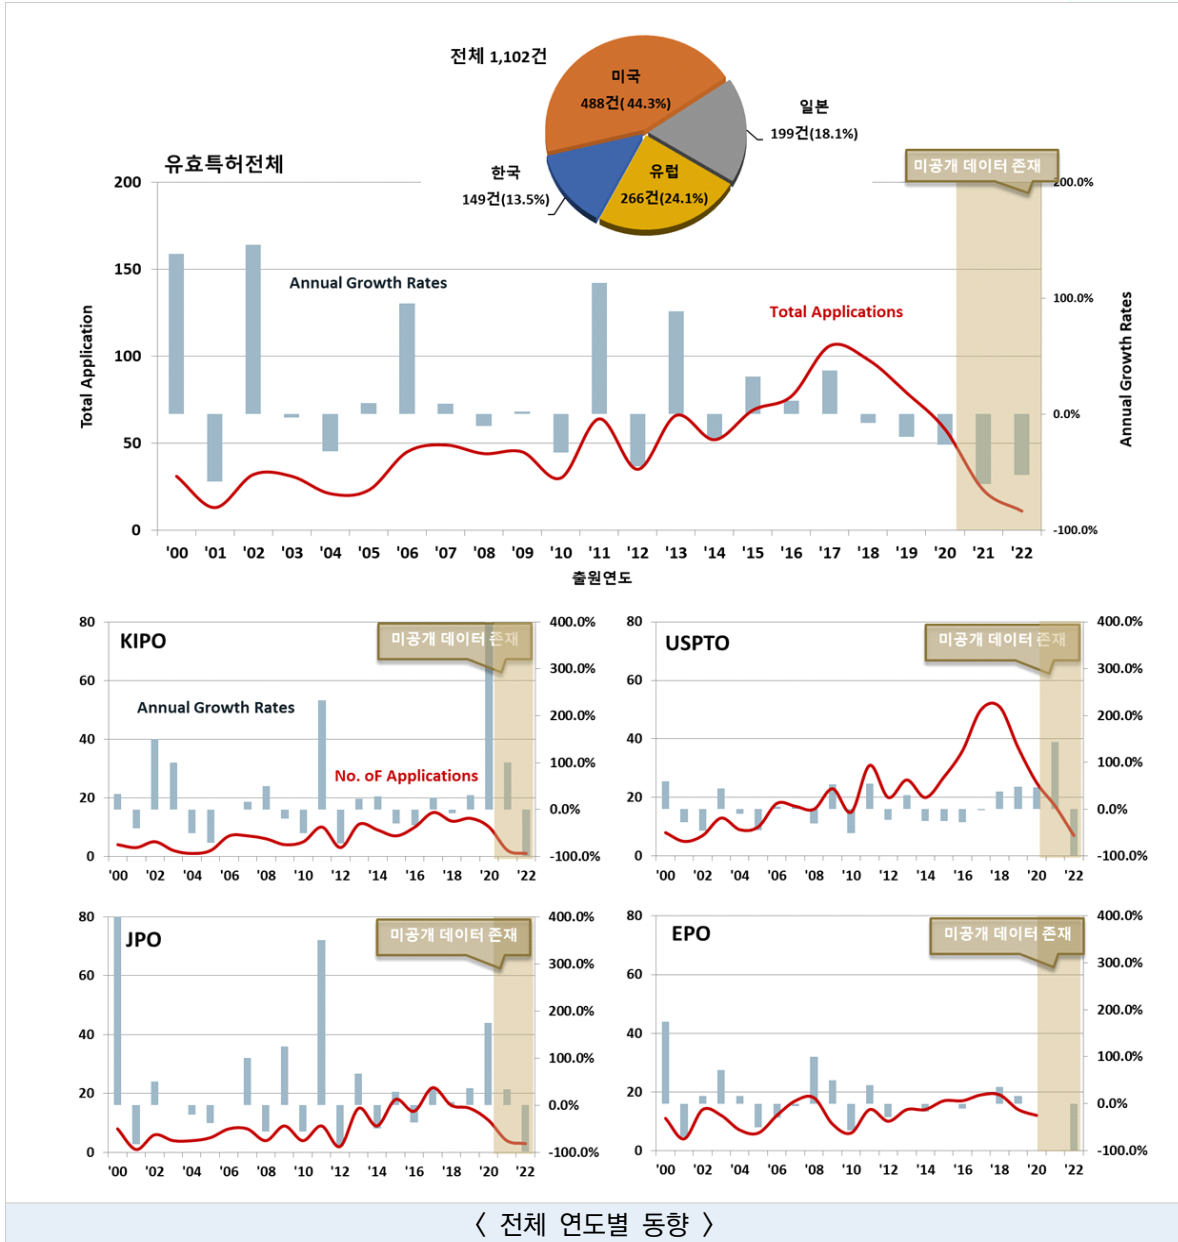 전체 1,102건
미국
488건(44.3%)
일본
199건(18.1%)
한국
149건(13.5%)
유럽
266건(24.1%)
유효특허전체
미공개 데이터 존재
200
150
100
50
0
Total Application
Annual Growth Rates
Total Applications
200.0%
100.0%
0.0%
-100.0%
Annual Growth Rates
'00 '01 '02 '03 '04 '05 '06 '07 '08 '09 '10 '11 '12 '13 '14 '15 '16 '17 '18 '19 '20 '21 '22
출원연도
KIPO
미공개 데이터 존재
Annual Growth Rates
No. oF Applications
80
60
40
20
0
400.0%
300.0%
200.0%
100.0%
0.0%
-100.0%
'00 '02 '04 '06 '08 '10 '12 '14 '16 '18 '20 '22
USPTO
미공개 데이터 존재
80
60
40
20
0
400.0%
300.0%
200.0%
100.0%
0.0%
-100.0%
'00 '02 '04 '06 '08 '10 '12 '14 '16 '18 '20 '22
JPO
미공개 데이터 존재
80
60
40
20
0
400.0%
300.0%
200.0%
100.0%
0.0%
-100.0%
'00 '02 '04 '06 '08 '10 '12 '14 '16 '18 '20 '22
EPO
미공개 데이터 존재
80
60
40
20
0
400.0%
300.0%
200.0%
100.0%
0.0%
-100.0%
'00 '02 '04 '06 '08 '10 '12 '14 '16 '18 '20 '22
〈 전체 연도별 동향 〉